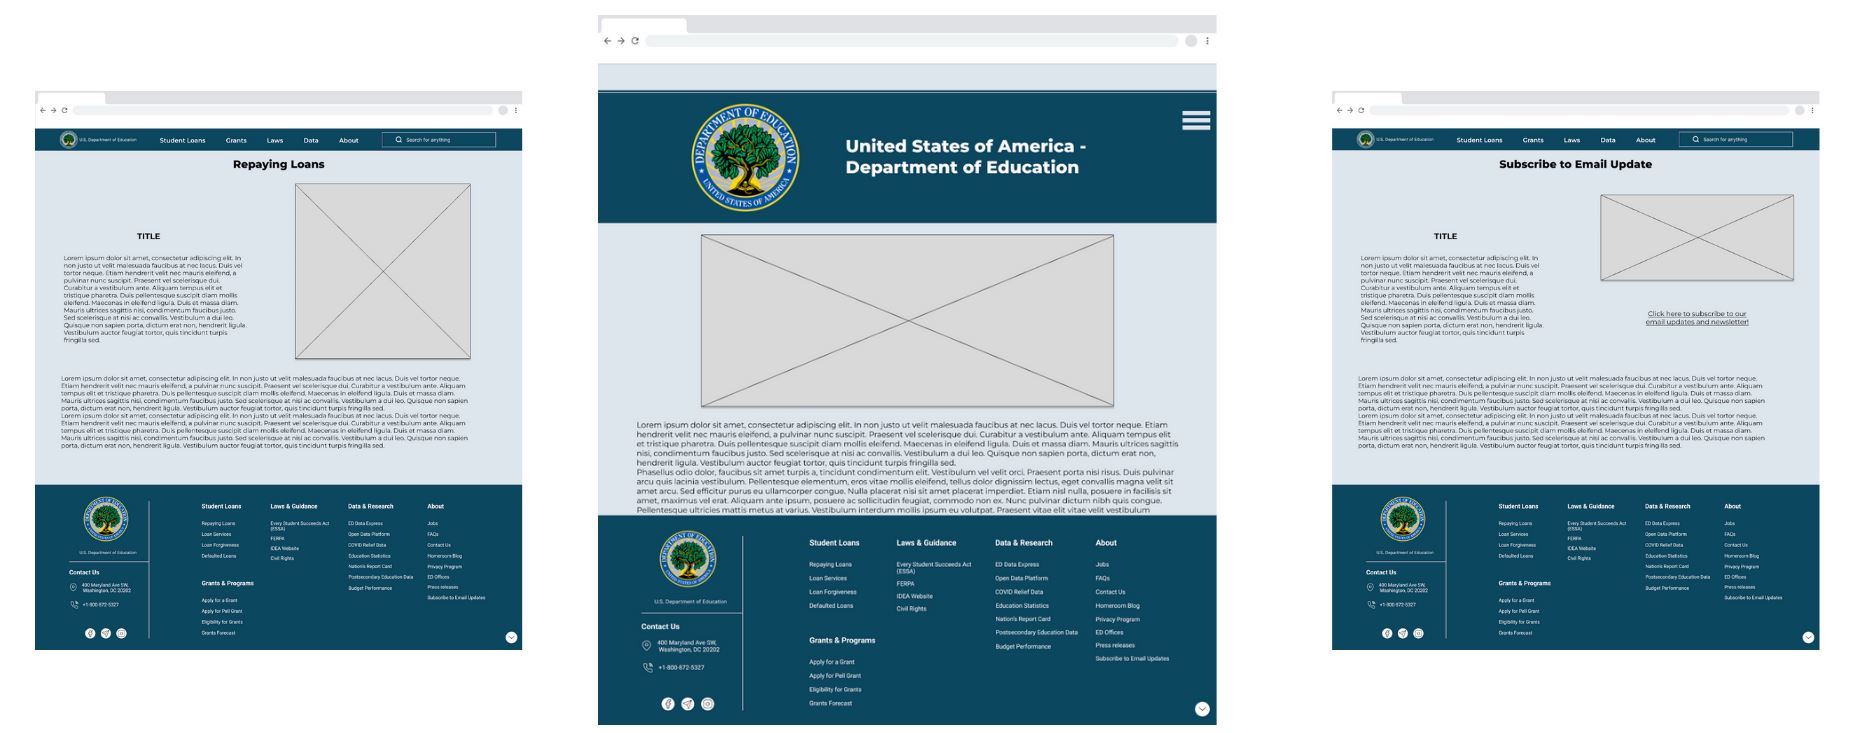 U.S. Department of Education
Student Loans
Grants
Laws
Data
About
Search for anything
Repaying Loans
TITLE
Lorem ipsum dolor sit amet, consectetur adipiscing elit. In
non justo ut velit malesuada faucibus at nec lacus. Duis vel
tortor neque. Etiam hendrerit velit nec mauris eleifend, a
pulvinar nunc suscipit. Praesent vel scelerisque dui.
Curabitur a vestibulum ante. Aliquam tempus elit et
tristique pharetra. Duis pellentesque suscipit diam mollis
eleifend. Maecenas in eleifend ligula. Duis et massa diam.
Mauris ultrices sagittis nisi, condimentum faucibus justo.
Sed scelerisque at nisi ac convallis. Vestibulum a dui leo.
Quisque non sapien porta, dictum erat non, hendrerit ligula.
Vestibulum auctor feugiat tortor, quis tincidunt turpis
fringilla sed.
Lorem ipsum dolor sit amet, consectetur adipiscing elit. In non justo ut velit malesuada faucibus at nec lacus. Duis vel tortor neque.
Etiam hendrerit velit nec mauris eleifend, a pulvinar nunc suscipit. Praesent vel scelerisque dui. Curabitur a vestibulum ante. Aliquam
tempus elit et tristique pharetra. Duis pellentesque suscipit diam mollis eleifend. Maecenas in eleifend ligula. Duis et massa diam.
Mauris ultrices sagittis nisi, condimentum faucibus justo. Sed scelerisque at nisi ac convallis. Vestibulum a dui leo. Quisque non sapien
porta, dictum erat non, hendrerit ligula. Vestibulum auctor feugiat tortor, quis tincidunt turpis fringilla sed.
Lorem ipsum dolor sit amet, consectetur adipiscing elit. In non justo ut velit malesuada faucibus at nec lacus. Duis vel tortor neque.
Etiam hendrerit velit nec mauris eleifend, a pulvinar nunc suscipit. Praesent vel scelerisque dui. Curabitur a vestibulum ante. Aliquam
tempus elit et tristique pharetra. Duis pellentesque suscipit diam mollis eleifend. Maecenas in eleifend ligula. Duis et massa diam.
Mauris ultrices sagittis nisi, condimentum faucibus justo. Sed scelerisque at nisi ac convallis. Vestibulum a dui leo. Quisque non sapien
porta, dictum erat non, hendrerit ligula. Vestibulum auctor feugiat tortor, quis tincidunt turpis fringilla sed.
U.S. Department of Education
Contact Us
400 Maryland Ave SW,
Washington, DC 20202
+1-800-872-5327
Student Loans
Repaying Loans
Loan Services
Loan Forgiveness
Defaulted Loans
Grants & Programs
Apply for a Grant
Apply for Pell Grant
Eligibility for Grants
Grants Forecast
Laws & Guidance
Every Student Succeeds Act
(ESSA)
FERPA
IDEA Website
Civil Rights
Data & Research
ED Data Express
Open Data Platform
COVID Relief Data
Education Statistics
Nation's Report Card
Postsecondary Education Data
Budget Performance
About
Jobs
FAQs
Contact Us
Homeroom Blog
Privacy Program
ED Offices
Press releases
Subscribe to Email Updates
DEPARTMENT OF EDUCATION
UNITED STATES OF AMERICA
United States of America -
Department of Education
Lorem ipsum dolor sit amet, consectetur adipiscing elit. In non justo ut velit malesuada faucibus at nec lacus. Duis vel tortor neque. Etiam
hendrerit velit nec mauris eleifend, a pulvinar nunc suscipit. Praesent vel scelerisque dui. Curabitur a vestibulum ante. Aliquam tempus elit
et tristique pharetra. Duis pellentesque suscipit diam mollis eleifend. Maecenas in eleifend ligula. Duis et massa diam. Mauris ultrices sagittis
nisi, condimentum faucibus justo. Sed scelerisque at nisi ac convallis. Vestibulum a dui leo. Quisque non sapien porta, dictum erat non,
hendrerit ligula. Vestibulum auctor feugiat tortor, quis tincidunt turpis fringilla sed.
Phasellus odio dolor, faucibus sit amet turpis a, tincidunt condimentum elit. Vestibulum vel velit orci. Praesent porta nisi risus. Duis pulvinar
arcu quis lacinia vestibulum. Pellentesque elementum, eros vitae mollis eleifend, tellus dolor dignissim lectus, eget convallis magna velit sit
amet arcu. Sed efficitur purus eu ullamcorper congue. Nulla placerat nisi sit amet placerat imperdiet. Etiam nisl nulla, posuere in facilisis sit
amet, maximus vel erat. Aliquam ante ipsum, posuere ac sollicitudin feugiat, commodo non ex. Nunc pulvinar dictum nibh quis congue.
Pellentesque ultricies mattis metus at varius. Vestibulum interdum mollis ipsum eu volutpat. Praesent vitae elit vitae velit vestibulum
DEPARTMENT OF EDUCATION
UNITED STATES OF AMERICA
U.S. Department of Education
Contact Us
400 Maryland Ave SW,
Washington, DC 20202
+1-800-872-5327
Student Loans
Repaying Loans
Loan Services
Loan Forgiveness
Defaulted Loans
Grants & Programs
Apply for a Grant
Apply for Pell Grant
Eligibility for Grants
Grants Forecast
Laws & Guidance
Every Student Succeeds Act
(ESSA)
FERPA
IDEA Website
Civil Rights
Data & Research
ED Data Express
Open Data Platform
COVID Relief Data
Education Statistics
Nation's Report Card
Postsecondary Education Data
Budget Performance
About
Jobs
FAQs
Contact Us
Homeroom Blog
Privacy Program
ED Offices
Press releases
Subscribe to Email Updates
U.S. Department of Education
Student Loans
Grants
Laws
Data
About
Search for anything
Subscribe to Email Update
TITLE
Lorem ipsum dolor sit amet, consectetur adipiscing elit. In
non justo ut velit malesuada faucibus at nec lacus. Duis vel
tortor neque. Etiam hendrerit velit nec mauris eleifend, a
pulvinar nunc suscipit. Praesent vel scelerisque dui.
Curabitur a vestibulum ante. Aliquam tempus elit et
tristique pharetra. Duis pellentesque suscipit diam mollis
eleifend. Maecenas in eleifend ligula. Duis et massa diam.
Mauris ultrices sagittis nisi, condimentum faucibus justo.
Sed scelerisque at nisi ac convallis. Vestibulum a dui leo.
Quisque non sapien porta, dictum erat non, hendrerit ligula.
Vestibulum auctor feugiat tortor, quis tincidunt turpis
fringilla sed.
Click here to subscribe to our
email updates and newsletter!
Lorem ipsum dolor sit amet, consectetur adipiscing elit. In non justo ut velit malesuada faucibus at nec lacus. Duis vel tortor neque.
Etiam hendrerit velit nec mauris eleifend, a pulvinar nunc suscipit. Praesent vel scelerisque dui. Curabitur a vestibulum ante. Aliquam
tempus elit et tristique pharetra. Duis pellentesque suscipit diam mollis eleifend. Maecenas in eleifend ligula. Duis et massa diam.
Mauris ultrices sagittis nisi, condimentum faucibus justo. Sed scelerisque at nisi ac convallis. Vestibulum a dui leo. Quisque non sapien
porta, dictum erat non, hendrerit ligula. Vestibulum auctor feugiat tortor, quis tincidunt turpis fringilla sed.
Lorem ipsum dolor sit amet, consectetur adipiscing elit. In non justo ut velit malesuada faucibus at nec lacus. Duis vel tortor neque.
Etiam hendrerit velit nec mauris eleifend, a pulvinar nunc suscipit. Praesent vel scelerisque dui. Curabitur a vestibulum ante. Aliquam
tempus elit et tristique pharetra. Duis pellentesque suscipit diam mollis eleifend. Maecenas in eleifend ligula. Duis et massa diam.
Mauris ultrices sagittis nisi, condimentum faucibus justo. Sed scelerisque at nisi ac convallis. Vestibulum a dui leo. Quisque non sapien
porta, dictum erat non, hendrerit ligula. Vestibulum auctor feugiat tortor, quis tincidunt turpis fringilla sed.
U.S. Department of Education
Contact Us
400 Maryland Ave SW,
Washington, DC 20202
+1-800-872-5327
Student Loans
Repaying Loans
Loan Services
Loan Forgiveness
Defaulted Loans
Grants & Programs
Apply for a Grant
Apply for Pell Grant
Eligibility for Grants
Grants Forecast
Laws & Guidance
Every Student Succeeds Act
(ESSA)
FERPA
IDEA Website
Civil Rights
Data & Research
ED Data Express
Open Data Platform
COVID Relief Data
Education Statistics
Nation's Report Card
Postsecondary Education Data
Budget Performance
About
Jobs
FAQs
Contact Us
Homeroom Blog
Privacy Program
ED Offices
Press releases
Subscribe to Email Updates